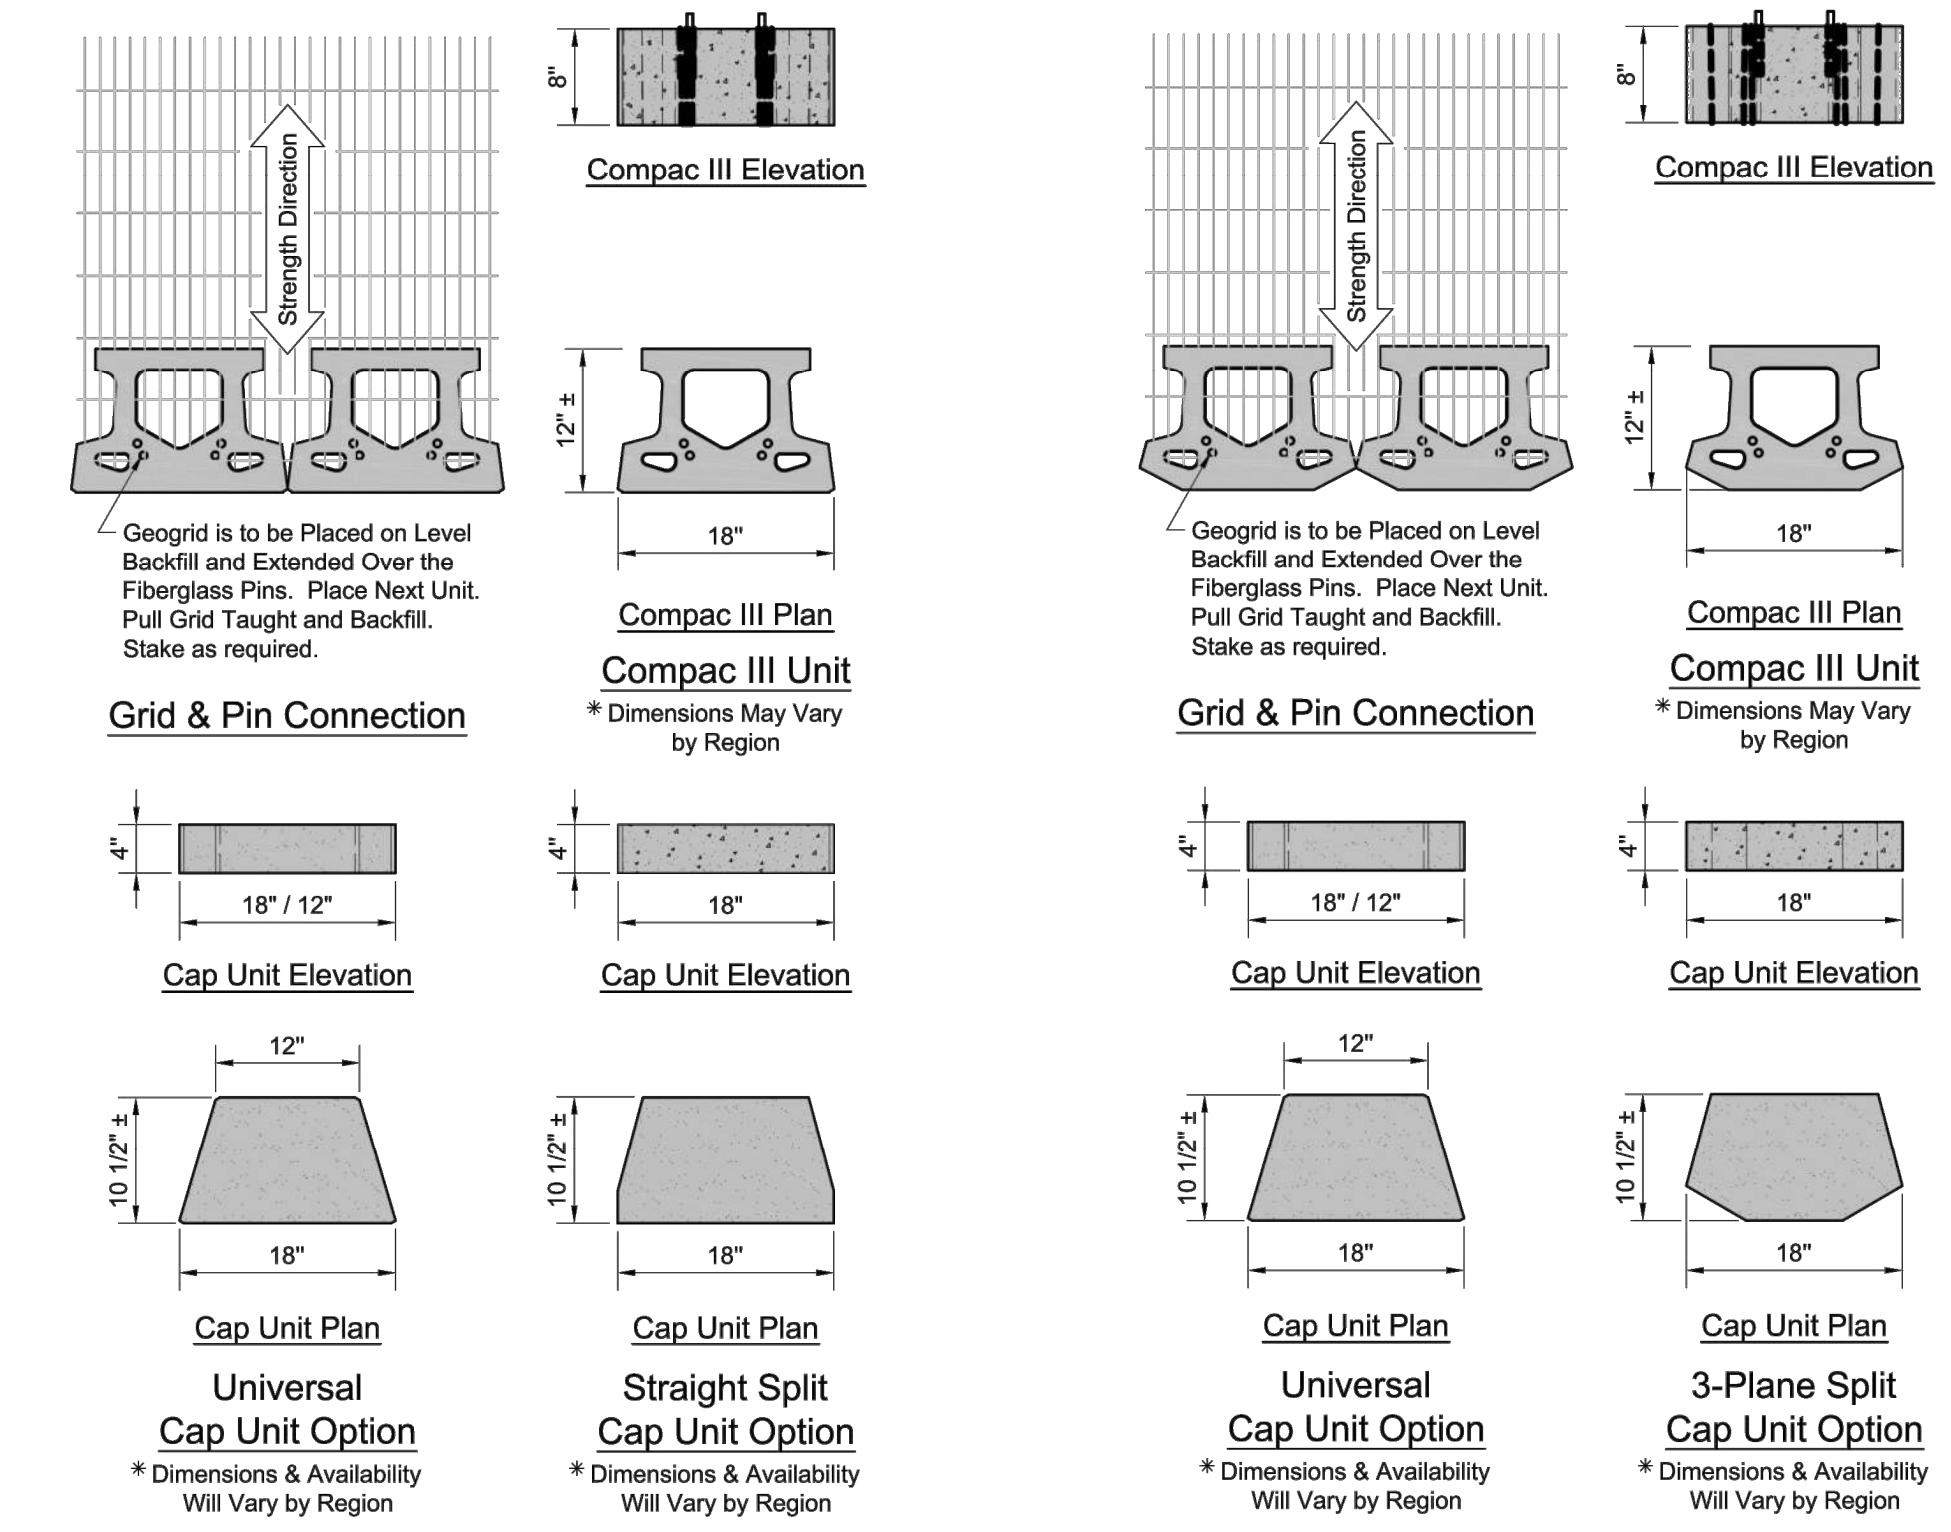 8"
Compac III Elevation
Strength Direction
12" ±
18"
Geogrid is to be Placed on Level
Backfill and Extended Over the
Fiberglass Pins. Place Next Unit.
Pull Grid Taught and Backfill.
Stake as required.
Compac III Plan
Compac III Unit
* Dimensions May Vary
by Region
Grid & Pin Connection
4"
18" / 12"
Cap Unit Elevation
4"
18"
Cap Unit Elevation
12"
10 1/2" ±
18"
Cap Unit Plan
Universal
Cap Unit Option
* Dimensions & Availability
Will Vary by Region
10 1/2" ±
18"
Cap Unit Plan
Straight Split
Cap Unit Option
* Dimensions & Availability
Will Vary by Region
8"
Compac III Elevation
Strength Direction
12" ±
18"
Geogrid is to be Placed on Level
Backfill and Extended Over the
Fiberglass Pins. Place Next Unit.
Pull Grid Taught and Backfill.
Stake as required.
Compac III Plan
Compac III Unit
* Dimensions May Vary
by Region
Grid & Pin Connection
4"
18" / 12"
Cap Unit Elevation
4"
18"
Cap Unit Elevation
12"
10 1/2" ±
18"
Cap Unit Plan
Universal
Cap Unit Option
* Dimensions & Availability
Will Vary by Region
10 1/2" ±
18"
Cap Unit Plan
3-Plane Split
Cap Unit Option
* Dimensions & Availability
Will Vary by Region